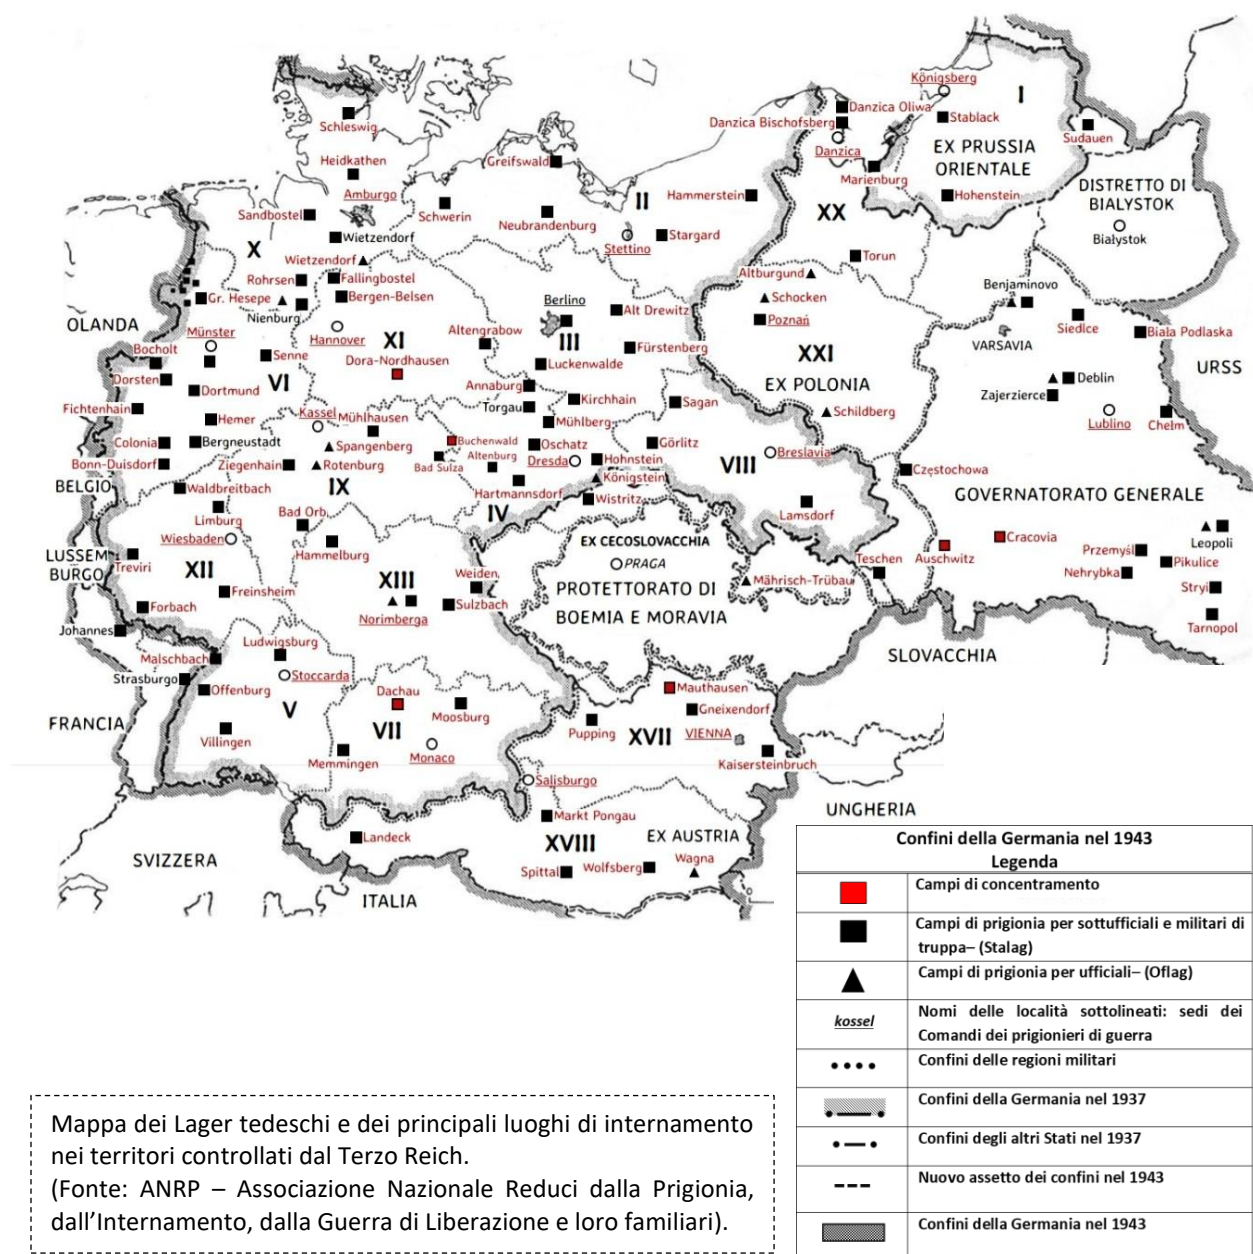 Königsberg
I
Danzica Oliwa
Stablack
Danzica Bischofsberg
Schleswig
Sudauen
Danzica
EX PRUSSIA
ORIENTALE
Heidkathen
Greifswald
Marienburg
DISTRETTO DI
BIALYSTOK
Amburgo
Hammerstein
Hohenstein
Schwerin
II
XX
Sandbostel
Neubrandenburg
Białystok
Wietzendorf
Stettino
Stargard
X
Wietzendorf
Torun
Rohrsen
Fallingbostel
Altburgund
Benjaminovo
Gr. Hesepe
Bergen-Belsen
Schocken
Nienburg
Berlino
Alt Drewitz
Poznań
Siedlce
OLANDA
Münster
Hannover
XI
Altengrabow
III
Biała Podlaska
VARSAVIA
Bocholt
Senne
Dora-Nordhausen
Fürstenberg
XXI
Luckenwalde
URSS
Dorsten
VI
Dortmund
Annaburg
EX POLONIA
Deblin
Zajerzierce
Fichtenhain
Kassel
Mühlhausen
Torgau
Kirchhain
Sagan
Schildberg
Hemer
Mühlberg
Lublino
Chelm
Colonia
Bergneustadt
Spangenberg
Buchenwald
Oschatz
Görlitz
Altenburg
Breslavia
Bonn-Duisdorf
Ziegenhain
Rotenburg
Bad Sulza
Dresda
Hohnstein
VIII
Częstochowa
BELGIO
Waldbreitbach
IX
Hartmannsdorf
Königstein
GOVERNATORATO GENERALE
Wistritz
IV
Limburg
Bad Orb
Lamsdorf
Wiesbaden
EX CECOSLOVACCHIA
Cracovia
Leopoli
LUSSEM
BURGO
Hammelburg
Auschwitz
Przemyśl
Treviri
XII
PRAGA
Teschen
Pikulice
XIII
Weiden
Mährisch-Trübau
Nehrybka
Freinsheim
PROTETTORATO DI
BOEMIA E MORAVIA
Stryi
Forbach
Norimberga
Sulzbach
Johannes
Tarnopol
Ludwigsburg
Malschbach
SLOVACCHIA
Strasburgo
Stoccarda
Offenburg
Dachau
Mauthausen
FRANCIA
V
Moosburg
Gneixendorf
VII
Pupping
XVII
VIENNA
Villingen
Monaco
Memmingen
Kaisersteinbruch
Salisburgo
UNGHERIA
Markt Pongau
Landeck
EX AUSTRIA
XVIII
SVIZZERA
Spittal
Wolfsberg
Wagna
ITALIA
Confini della Germania nel 1943
Legenda
Campi di concentramento
Campi di prigionia per sottufficiali e militari di
truppa– (Stalag)
Campi di prigionia per ufficiali– (Oflag)
kossel
Nomi delle località sottolineati: sedi dei
Comandi dei prigionieri di guerra
Confini delle regioni militari
Confini della Germania nel 1937
Confini degli altri Stati nel 1937
Nuovo assetto dei confini nel 1943
Confini della Germania nel 1943
Mappa dei Lager tedeschi e dei principali luoghi di internamento
nei territori controllati dal Terzo Reich.
(Fonte: ANRP – Associazione Nazionale Reduci dalla Prigionia,
dall’Internamento, dalla Guerra di Liberazione e loro familiari).